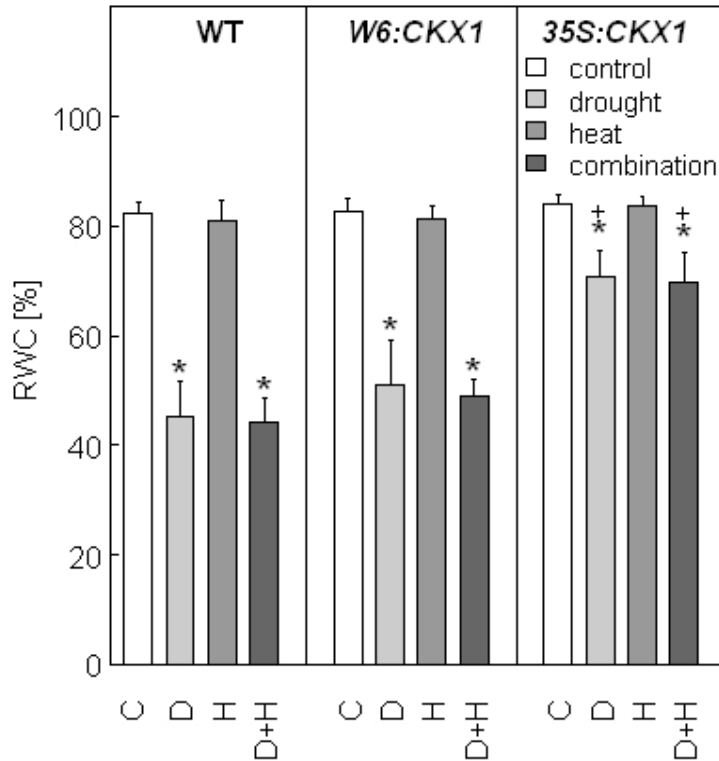 WT
W6:CKX1
35S:CKX1
control
drought
heat
combination
RWC [%]
100
80
60
40
20
0
*
*
*
*
+
*
+
*
C
D
H
D+H
C
D
H
D+H
C
D
H
D+H